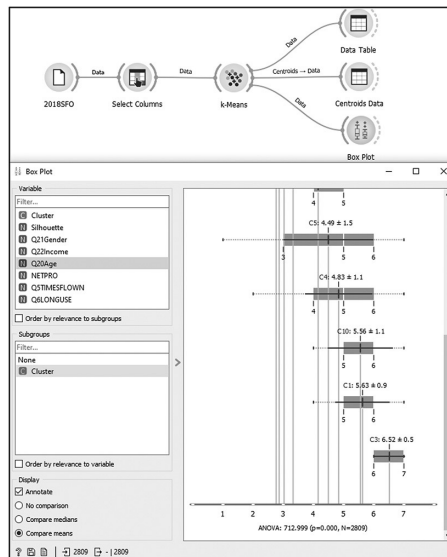 Data
Data
Data
Centroids → Data
Data
Data Table
2018SFO
Select Columns
k-Means
Centroids Data
Box Plot
Box Plot
Variable
Filter...
C Cluster
N Silhouette
N Q21Gender
N Q22Income
N Q20Age
N NETPRO
N Q5TIMESFLOWN
N Q6LONGUSE
Order by relevance to subgroups
Subgroups
Filter...
None
C Cluster
Order by relevance to variable
Display
Annotate
No comparison
Compare medians
Compare means
? 2809 - | 2809
4 5
C5: 4.49 ± 1.5
3 5 6
C4: 4.83 ± 1.1
4 5 6
C10: 5.56 ± 1.1
5 6
C1: 5.63 ± 0.9
5 6
C3: 6.52 ± 0.5
6 7
1 2 3 4 5 6 7
ANOVA: 712.999 (p=0.000, N=2809)